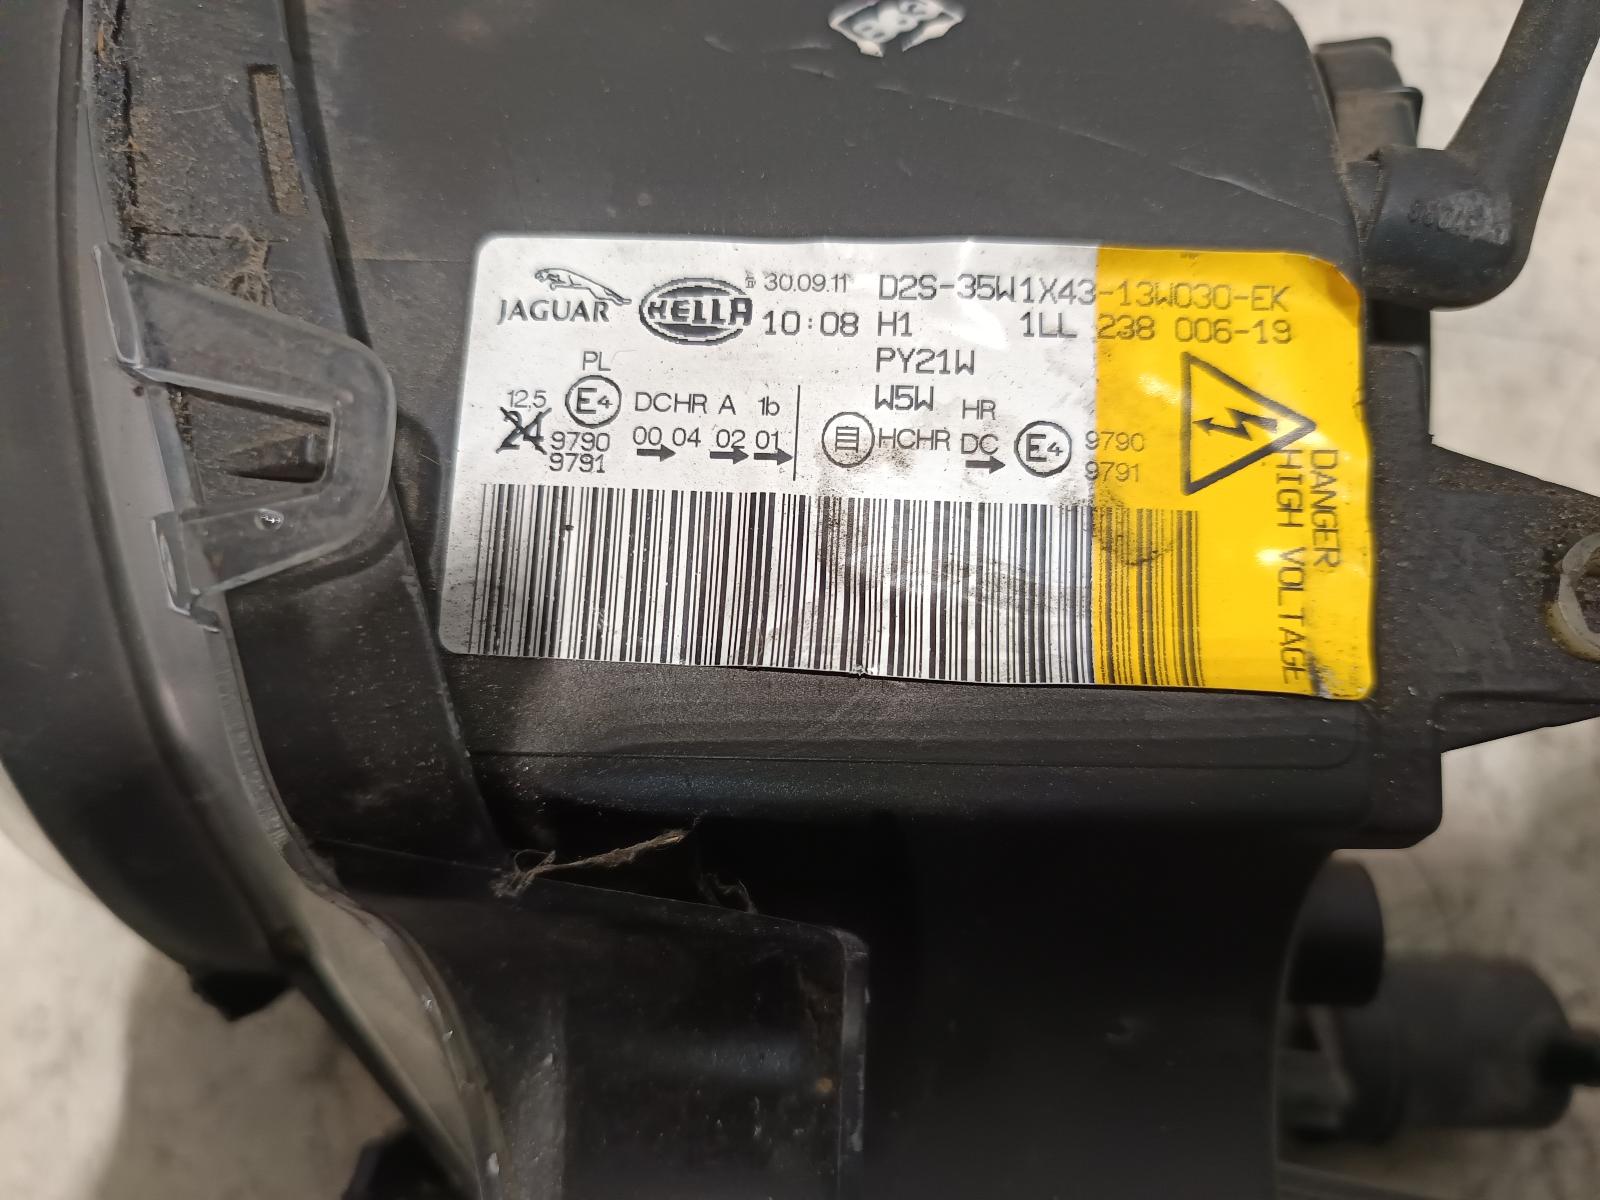 JAGUAR HELLA 30.09.11 D2S-35W1X43-13W030-EK
10:08 H1 1LL 238 006-19
PL PY21W
12,5 E4 DCHR A 1b W5W HR
24 9790 00 04 02 01 HCHR DC E4 9790
9791 9791
DANGER
HIGH VOLTAGE